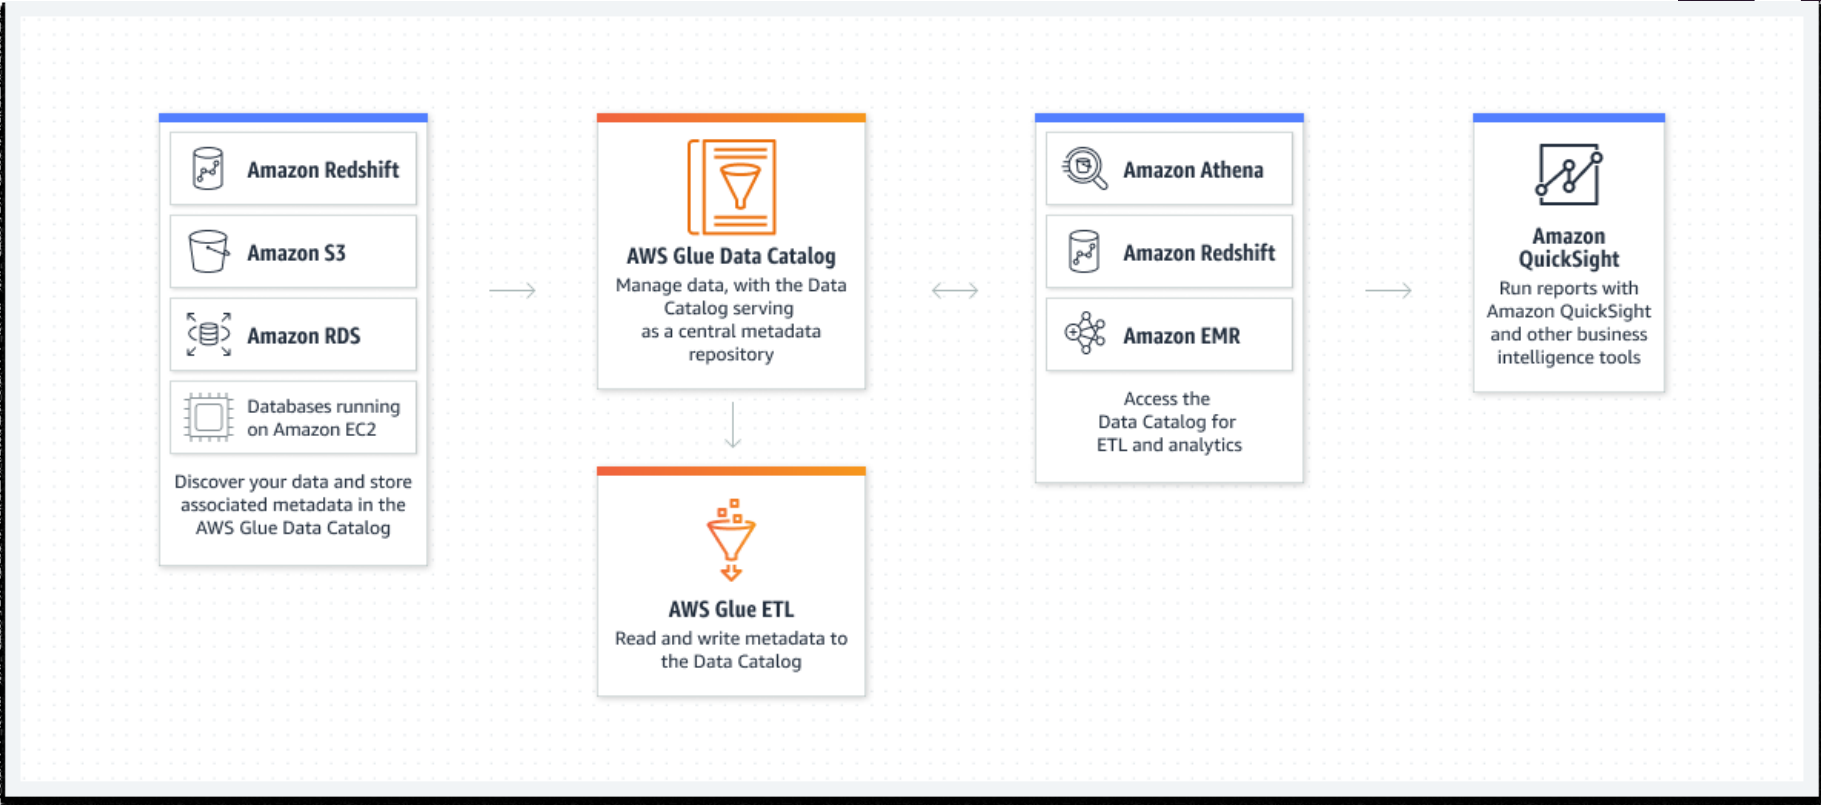 Amazon Redshift
Amazon S3
Amazon RDS
Databases running
on Amazon EC2
Discover your data and store
associated metadata in the
AWS Glue Data Catalog
AWS Glue Data Catalog
Manage data, with the Data
Catalog serving
as a central metadata
repository
AWS Glue ETL
Read and write metadata to
the Data Catalog
Amazon Athena
Amazon Redshift
Amazon EMR
Access the
Data Catalog for
ETL and analytics
Amazon
QuickSight
Run reports with
Amazon QuickSight
and other business
intelligence tools